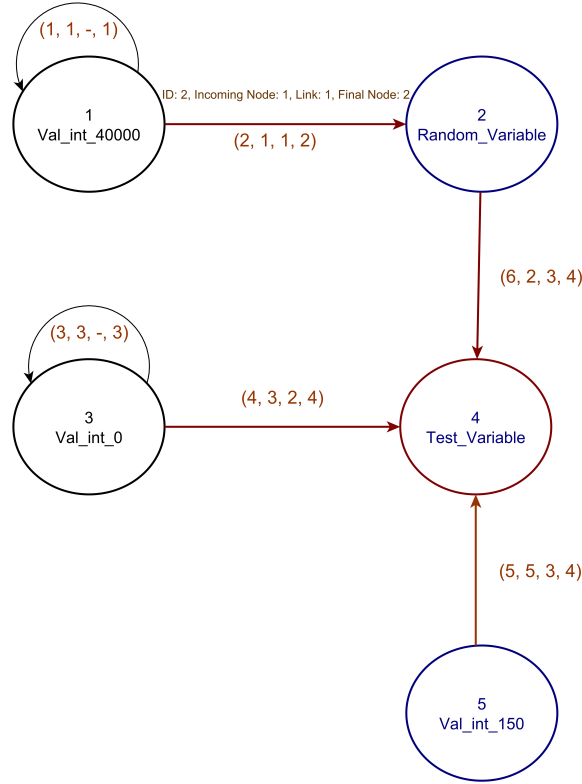 (1, 1, -, 1)
1
Val_int_40000
ID: 2, Incoming Node: 1, Link: 1, Final Node: 2
(2, 1, 1, 2)
2
Random_Variable
(6, 2, 3, 4)
(3, 3, -, 3)
3
Val_int_0
(4, 3, 2, 4)
4
Test_Variable
(5, 5, 3, 4)
5
Val_int_150